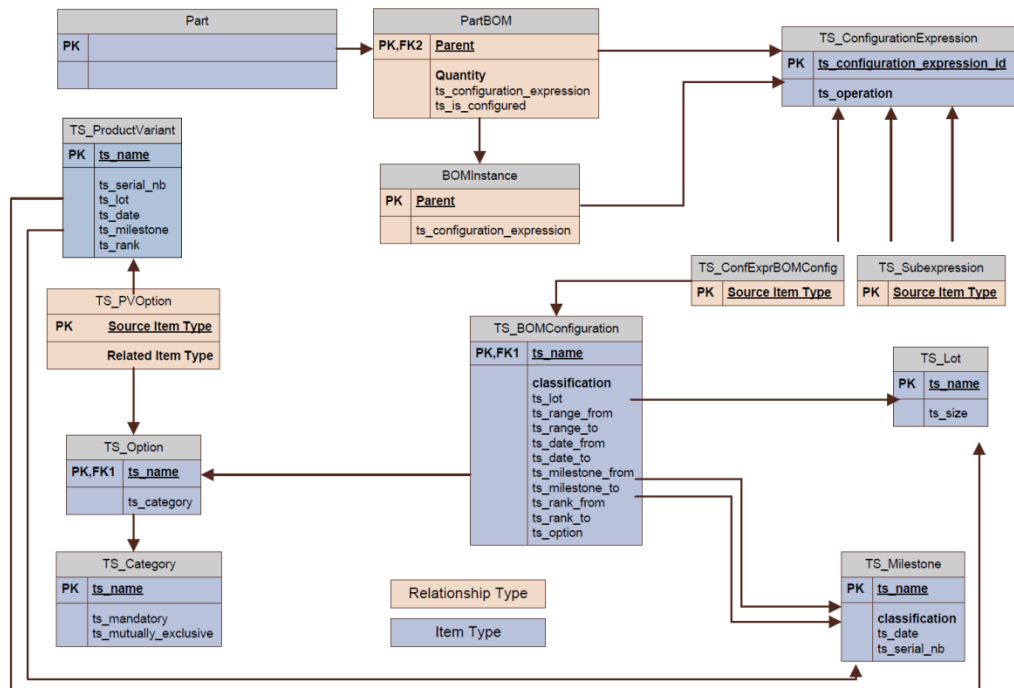 Part
PK
PartBOM
PK,FK2 Parent
Quantity
ts_configuration_expression
ts_is_configured
TS_ConfigurationExpression
PK ts_configuration_expression_id
ts_operation
TS_ProductVariant
PK ts_name
ts_serial_nb
ts_lot
ts_date
ts_milestone
ts_rank
BOMInstance
PK Parent
ts_configuration_expression
TS_ConfExprBOMConfig
PK Source Item Type
TS_Subexpression
PK Source Item Type
TS_PVOption
PK Source Item Type
Related Item Type
TS_BOMConfiguration
PK,FK1 ts_name
classification
ts_lot
ts_range_from
ts_range_to
ts_date_from
ts_date_to
ts_milestone_from
ts_milestone_to
ts_rank_from
ts_rank_to
ts_option
TS_Lot
PK ts_name
ts_size
TS_Option
PK,FK1 ts_name
ts_category
TS_Category
PK ts_name
ts_mandatory
ts_mutually_exclusive
Relationship Type
Item Type
TS_Milestone
PK ts_name
classification
ts_date
ts_serial_nb